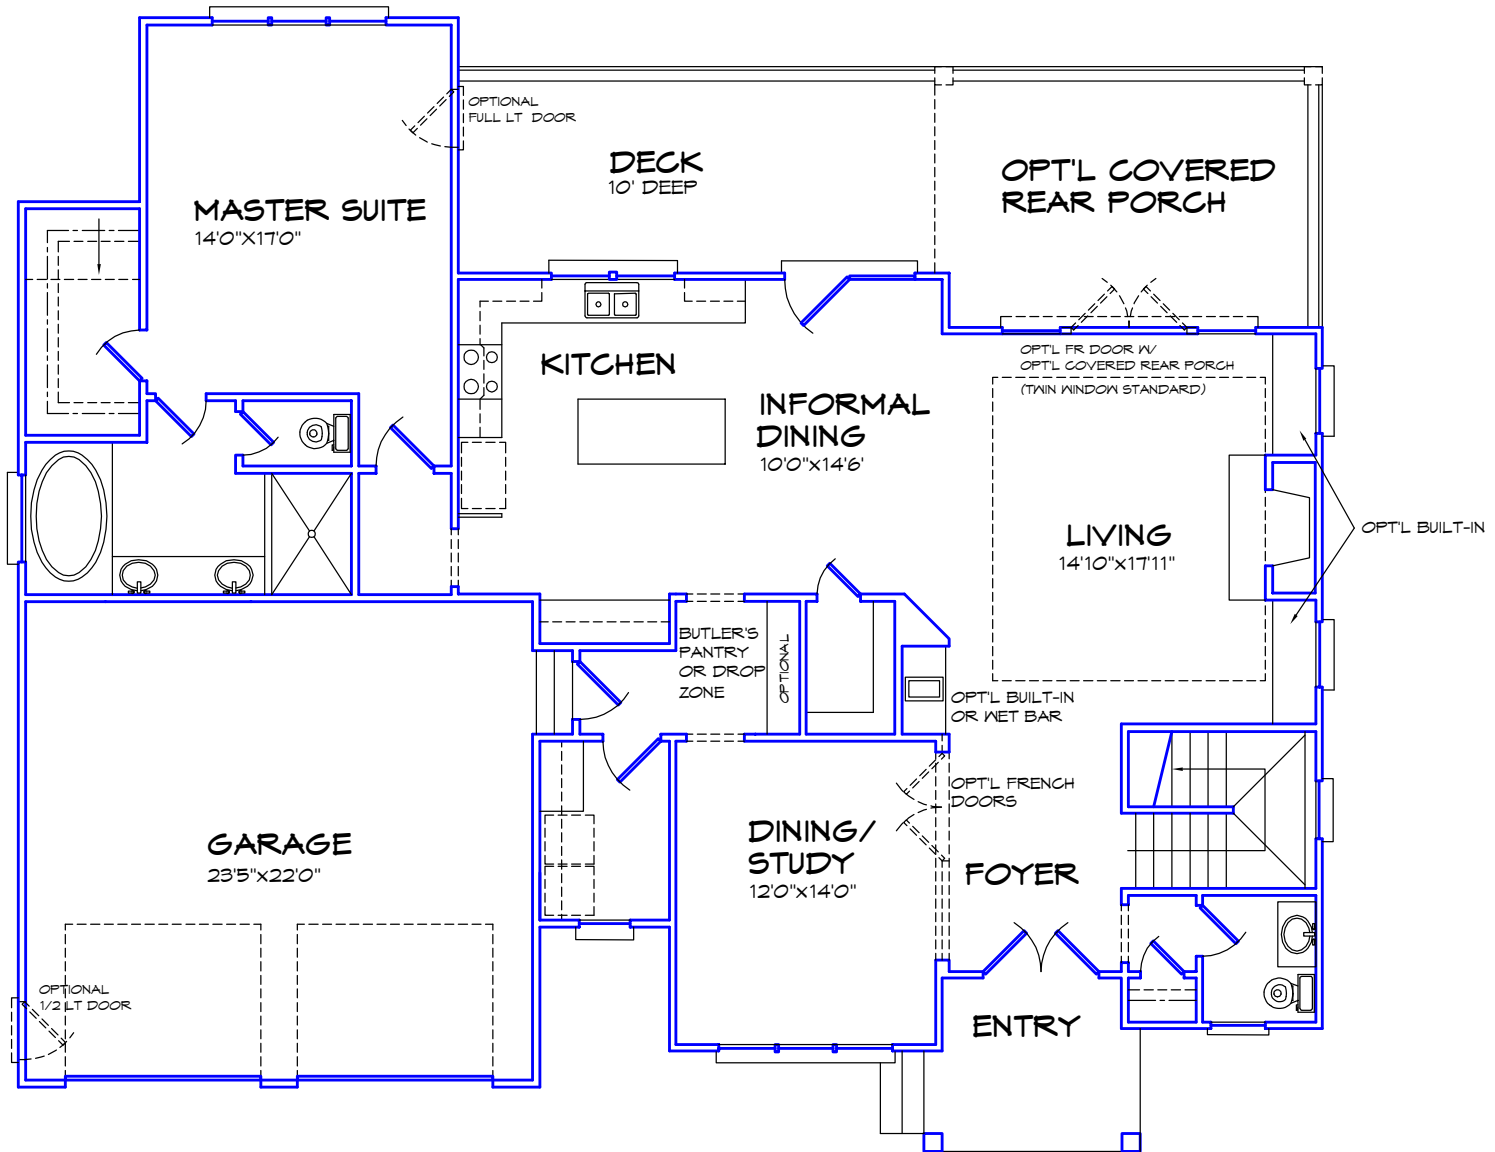 OPTIONAL
FULL LT DOOR
DECK
10' DEEP
OPT'L COVERED
REAR PORCH
MASTER SUITE
14'0"X17'0"
KITCHEN
OPT'L FR DOOR W/
OPT'L COVERED REAR PORCH
(TWIN WINDOW STANDARD)
INFORMAL
DINING
10'0"x14'6'
LIVING
14'10"x17'11"
OPT'L BUILT-IN
BUTLER'S
PANTRY
OR DROP
ZONE
OPTIONAL
OPT'L BUILT-IN
OR WET BAR
OPT'L FRENCH
DOORS
GARAGE
23'5"x22'0"
DINING/
STUDY
12'0"x14'0"
FOYER
OPTIONAL
1/2 LT DOOR
ENTRY